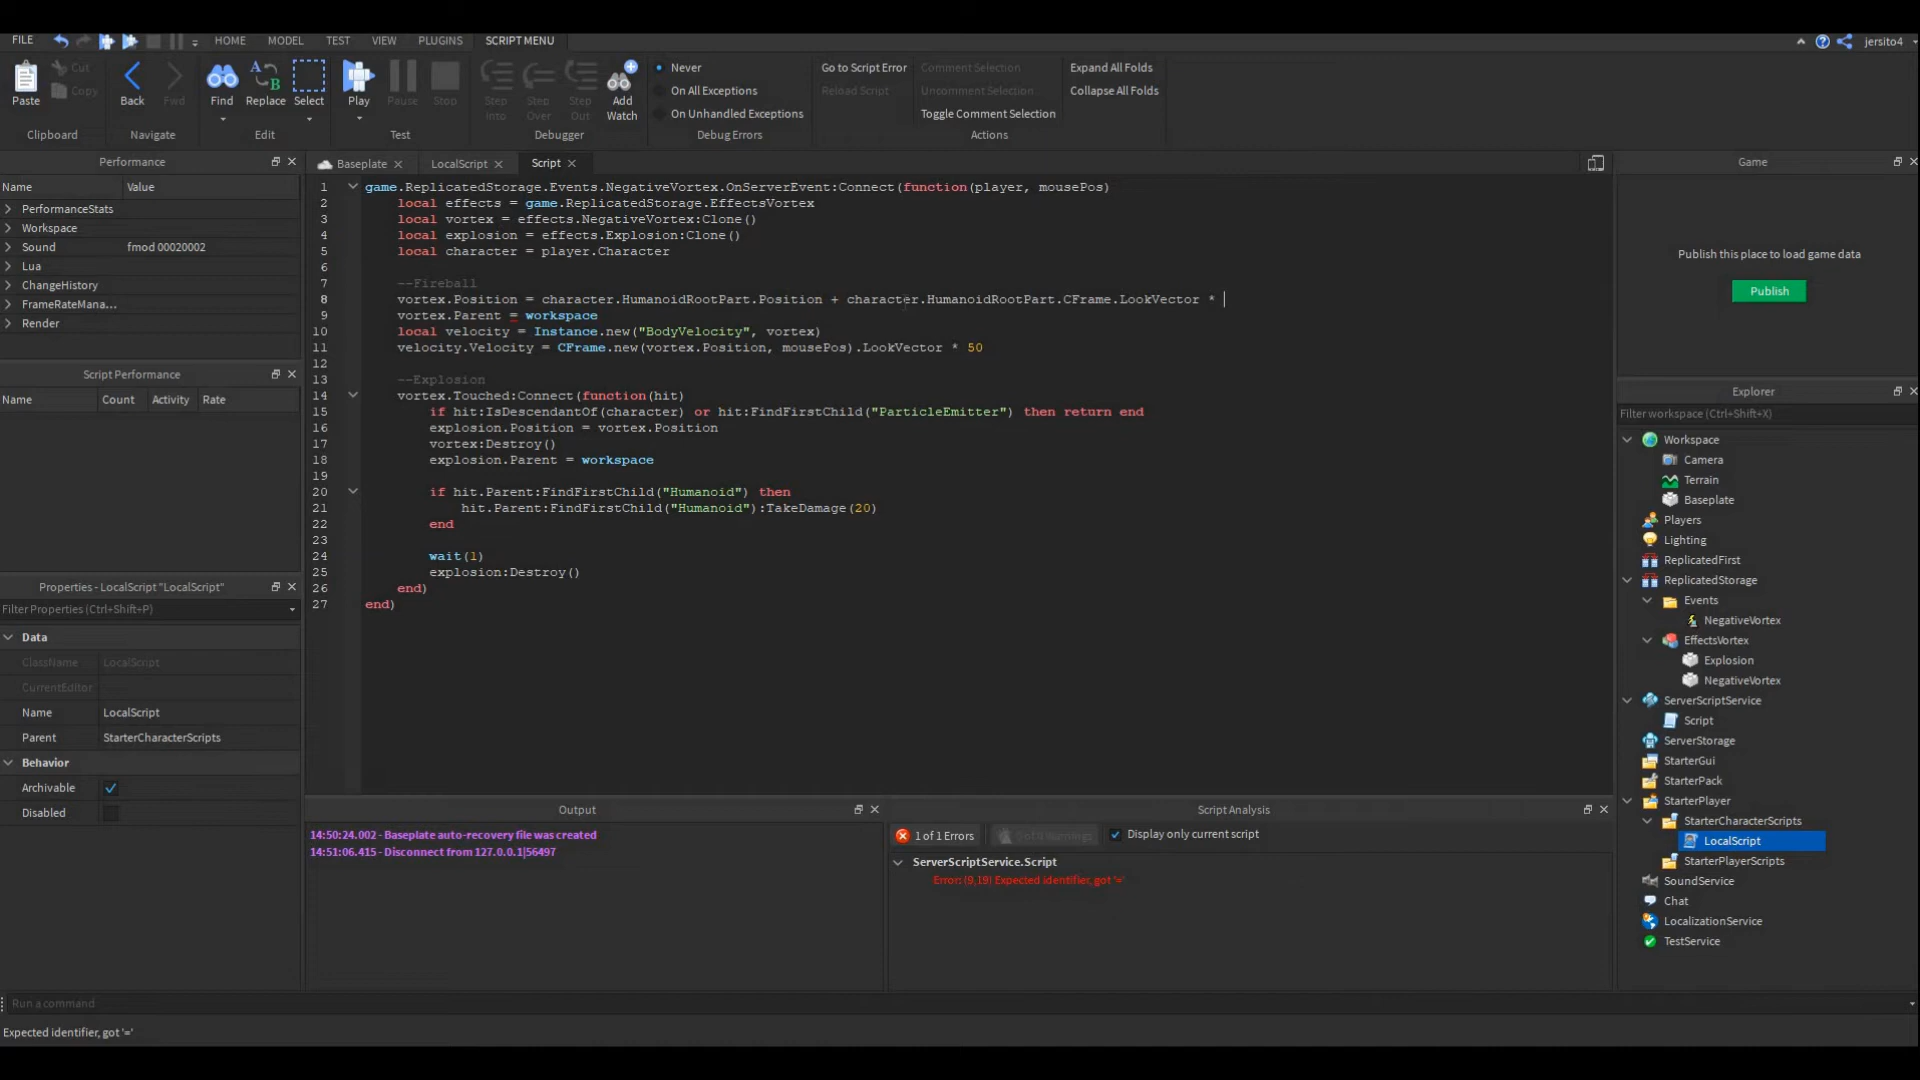 FILE HOME MODEL TEST VIEW PLUGINS SCRIPT MENU jersito4
Paste Cut Copy Back Fwd Find Replace Select Play Pause Stop Step Into Step Over Step Out Add Watch
Never
On All Exceptions
On Unhandled Exceptions
Go to Script Error
Reload Script
Comment Selection
Uncomment Selection
Toggle Comment Selection
Expand All Folds
Collapse All Folds
Clipboard Navigate Edit Test Debugger Debug Errors Actions
Performance
Name Value
PerformanceStats
Workspace
Sound fmod 00020002
Lua
ChangeHistory
FrameRateMana...
Render
Script Performance
Name Count Activity Rate
Properties - LocalScript "LocalScript"
Filter Properties (Ctrl+Shift+P)
Data
ClassName LocalScript
CurrentEditor
Name LocalScript
Parent StarterCharacterScripts
Behavior
Archivable
Disabled
Baseplate LocalScript Script
1 game.ReplicatedStorage.Events.NegativeVortex.OnServerEvent:Connect(function(player, mousePos)
2 local effects = game.ReplicatedStorage.EffectsVortex
3 local vortex = effects.NegativeVortex:Clone()
4 local explosion = effects.Explosion:Clone()
5 local character = player.Character
6
7 --Fireball
8 vortex.Position = character.HumanoidRootPart.Position + character.HumanoidRootPart.CFrame.LookVector *
9 vortex.Parent = workspace
10 local velocity = Instance.new("BodyVelocity", vortex)
11 velocity.Velocity = CFrame.new(vortex.Position, mousePos).LookVector * 50
12
13 --Explosion
14 vortex.Touched:Connect(function(hit)
15 if hit:IsDescendantOf(character) or hit:FindFirstChild("ParticleEmitter") then return end
16 explosion.Position = vortex.Position
17 vortex:Destroy()
18 explosion.Parent = workspace
19
20 if hit.Parent:FindFirstChild("Humanoid") then
21 hit.Parent:FindFirstChild("Humanoid"):TakeDamage(20)
22 end
23
24 wait(1)
25 explosion:Destroy()
26 end)
27 end)
Output
14:50:24.002 - Baseplate auto-recovery file was created
14:51:06.415 - Disconnect from 127.0.0.1|56497
Script Analysis
1 of 1 Errors Display only current script
ServerScriptService.Script
Error: (9,19) Expected identifier, got '='
Game
Publish this place to load game data
Publish
Explorer
Filter workspace (Ctrl+Shift+X)
Workspace
Camera
Terrain
Baseplate
Players
Lighting
ReplicatedFirst
ReplicatedStorage
Events
NegativeVortex
EffectsVortex
Explosion
NegativeVortex
ServerScriptService
Script
ServerStorage
StarterGui
StarterPack
StarterPlayer
StarterCharacterScripts
LocalScript
StarterPlayerScripts
SoundService
Chat
LocalizationService
TestService
Run a command
Expected identifier, got '='